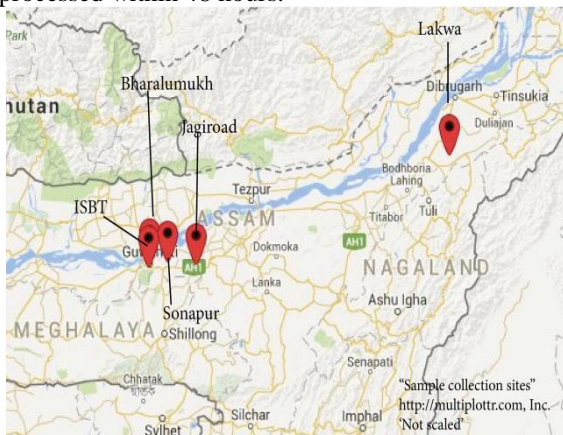 processed within 48 hours.
Park
Lakwa
Bharalumukh
Dibrugarh
Tinsukia
hutan
Duliajan
Jagiroad
Bodhboria
Lahing
Tezpur
ISBT
ASSAM
Titabor
Tuli
Dokmoka
AH1
AH1
NAGALAND
Lanka
Sonapur
Ashu Igha
MEGHALAYA
Shillong
Senapati
Chhatak
"Sample collection sites"
http://multiplottr.com, Inc.
'Not scaled'
Sylhet
Silchar
Imphal